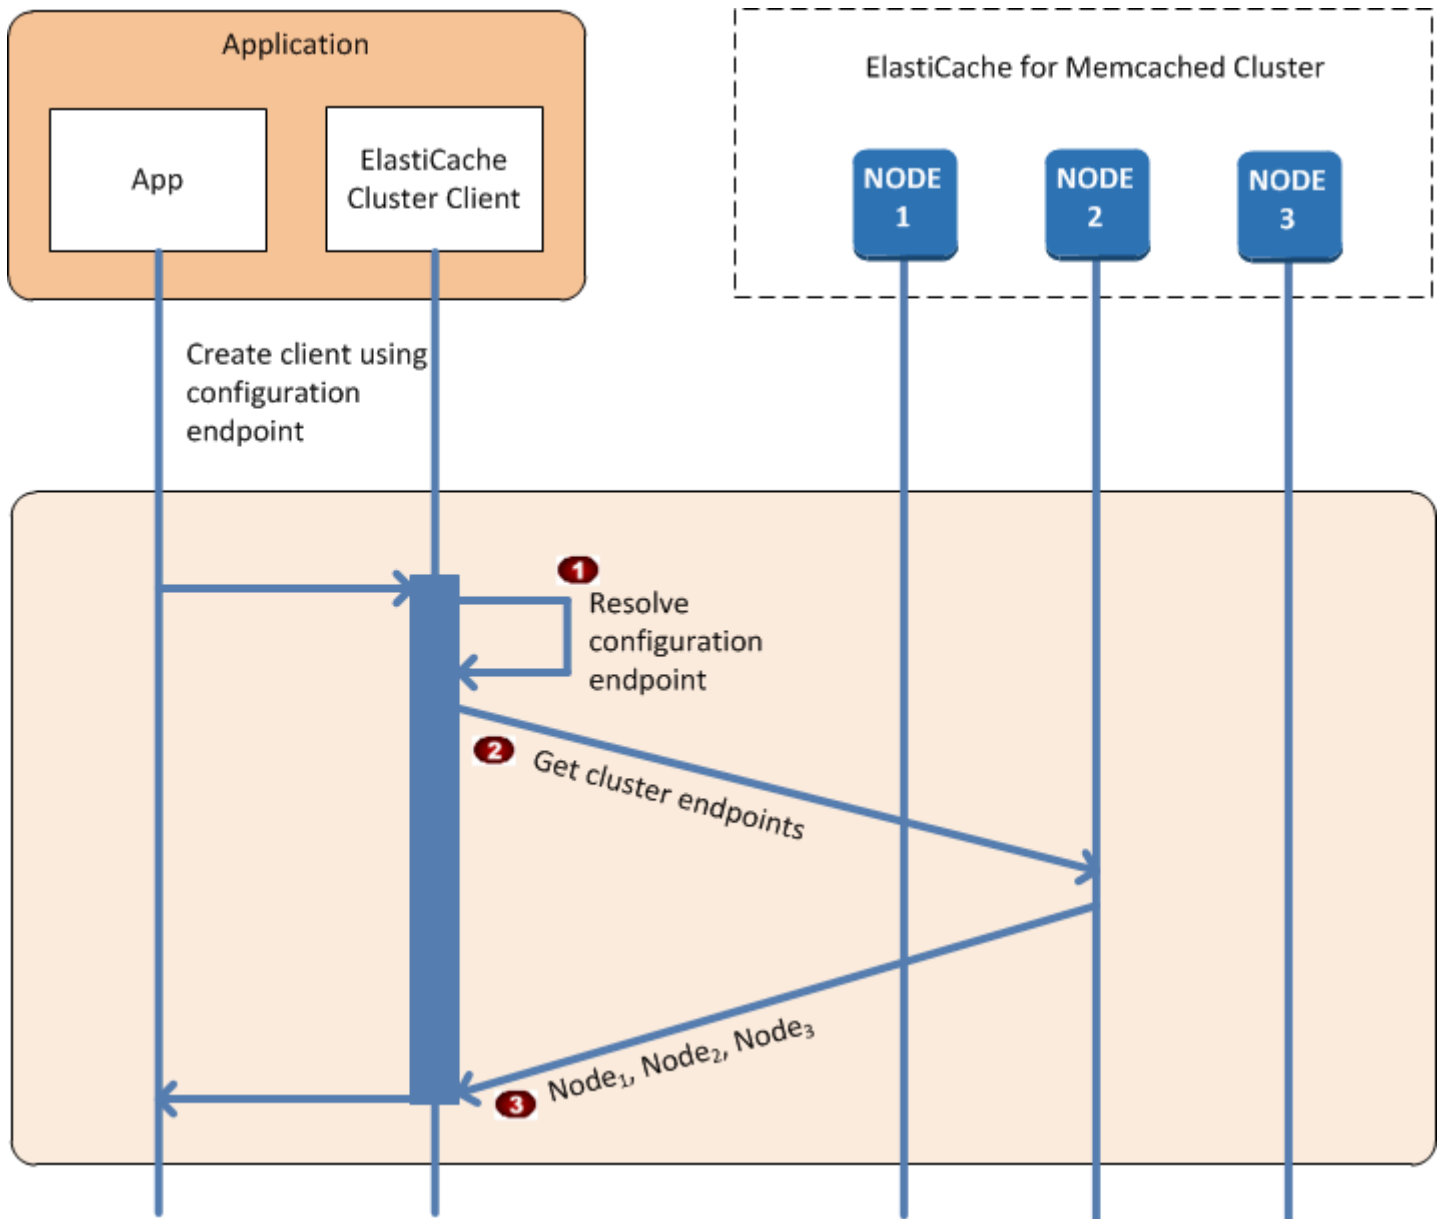 Application
App
ElastiCache
Cluster Client
ElastiCache for Memcached Cluster
NODE
1
NODE
2
NODE
3
Create client using
configuration
endpoint
1
Resolve
configuration
endpoint
2
Get cluster endpoints
Node₁, Node₂, Node₃
3